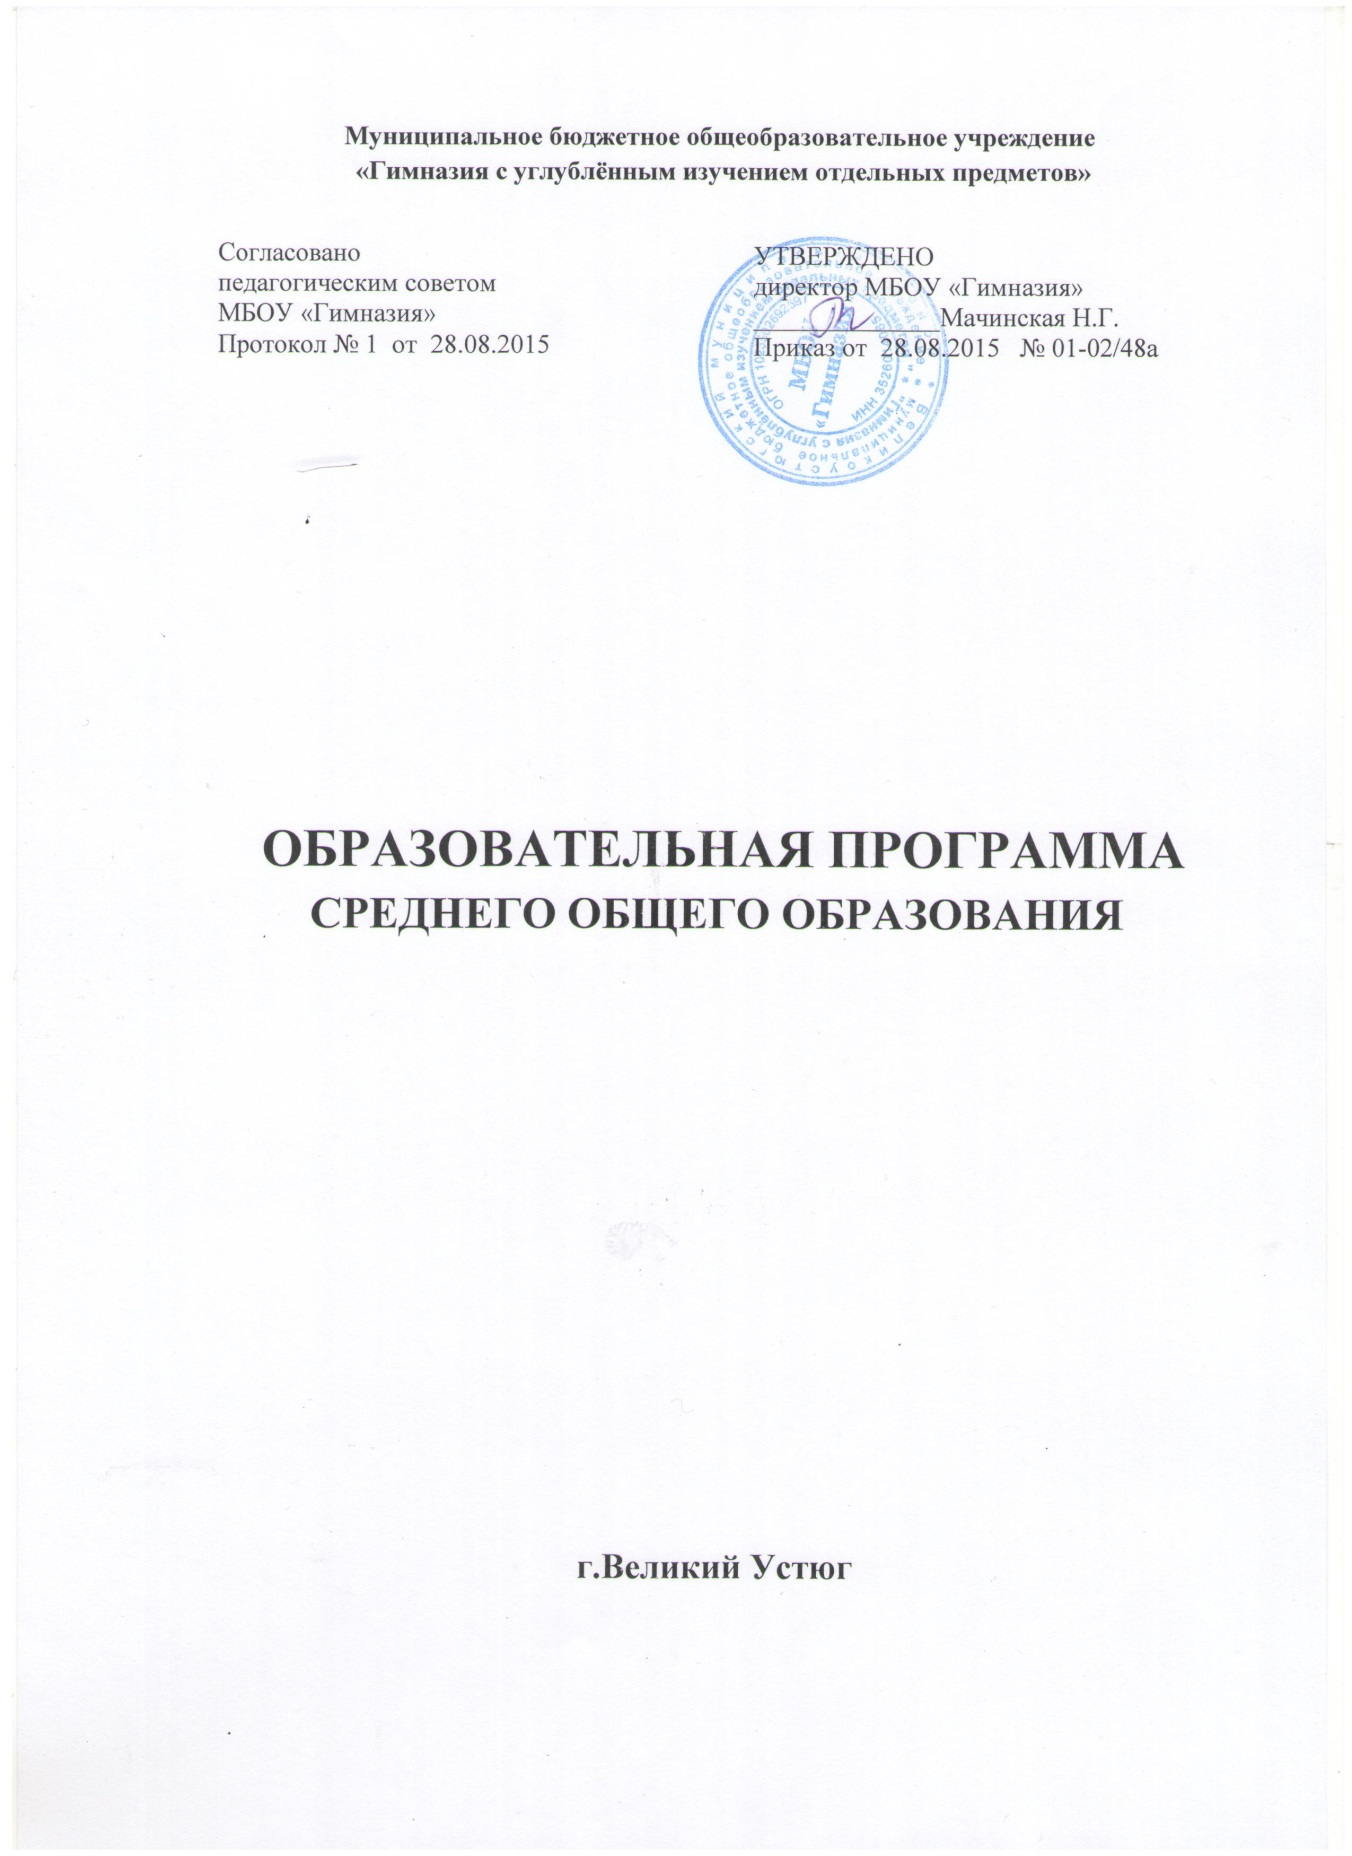 Муниципальное бюджетное общеобразовательное учреждение
«Гимназия с углублённым изучением отдельных предметов»
Согласовано
педагогическим советом
МБОУ «Гимназия»
Протокол № 1 от 28.08.2015
УТВЕРЖДЕНО
директор МБОУ «Гимназия»
Мачинская Н.Г.
Приказ от 28.08.2015 № 01-02/48а
МБОУ
«Гимназия»
ОБРАЗОВАТЕЛЬНАЯ ПРОГРАММА
СРЕДНЕГО ОБЩЕГО ОБРАЗОВАНИЯ
г.Великий Устюг